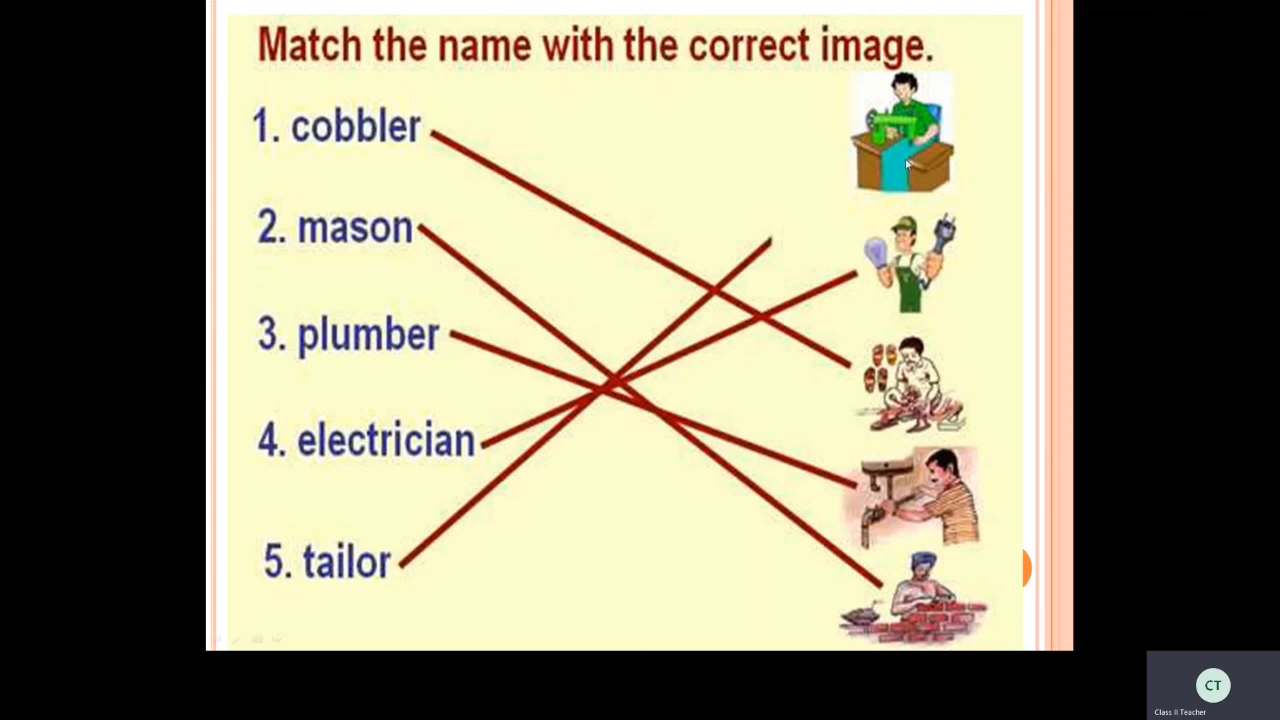 Match the name with the correct image.
1. cobbler
2. mason
3. plumber
4. electrician
5. tailor
CT
Class II Teacher